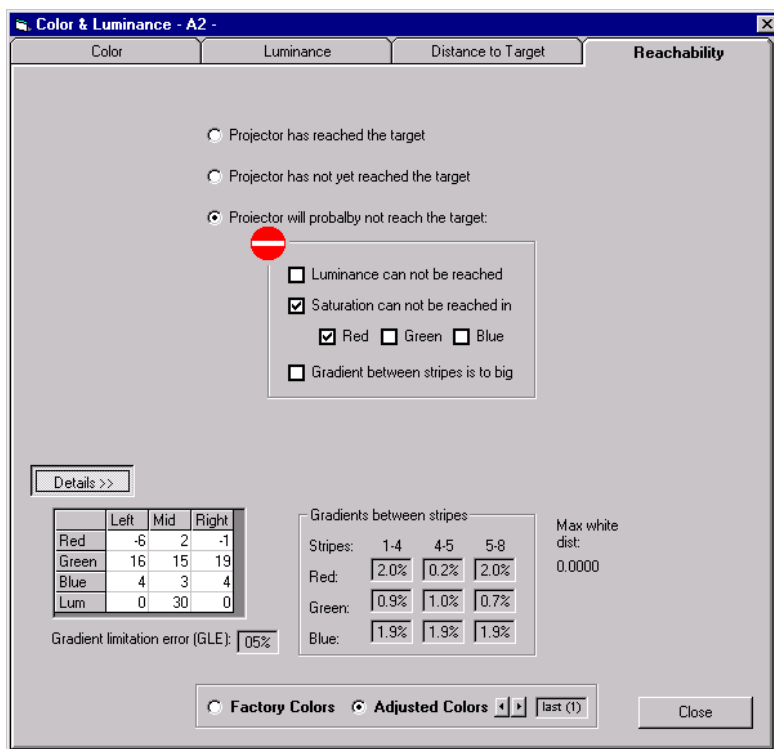 Color & Luminance - A2 -
Color Luminance Distance to Target Reachability
Projector has reached the target
Projector has not yet reached the target
Projector will probalby not reach the target:
Luminance can not be reached
Saturation can not be reached in
Red Green Blue
Gradient between stripes is to big
Details >>
Left Mid Right
Red -6 2 -1
Green 16 15 19
Blue 4 3 4
Lum 0 30 0
Gradient limitation error (GLE): 05%
Gradients between stripes
Stripes: 1-4 4-5 5-8
Red: 2.0% 0.2% 2.0%
Green: 0.9% 1.0% 0.7%
Blue: 1.9% 1.9% 1.9%
Max white
dist:
0.0000
Factory Colors Adjusted Colors last (1)
Close